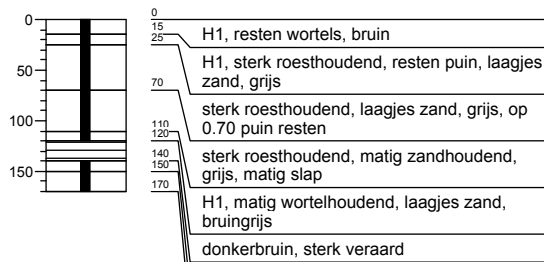 0
50
100
150
0
15
25
70
110
120
140
150
170
H1, resten wortels, bruin
H1, sterk roesthoudend, resten puin, laagjes
zand, grijs
sterk roesthoudend, laagjes zand, grijs, op
0.70 puin resten
sterk roesthoudend, matig zandhoudend,
grijs, matig slap
H1, matig wortelhoudend, laagjes zand,
bruingrijs
donkerbruin, sterk veraard